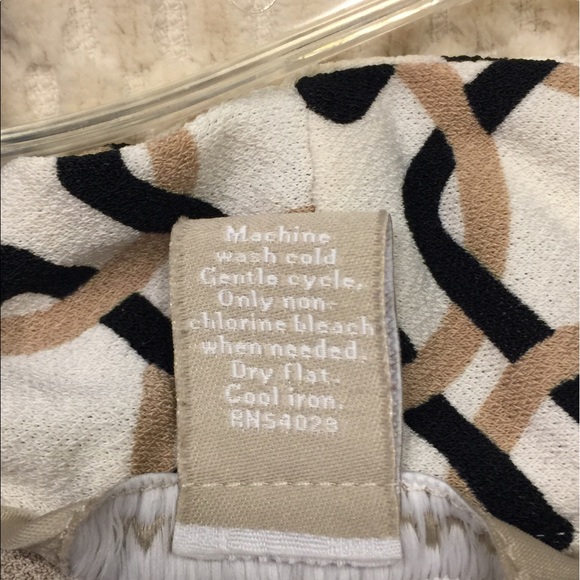 Machine
wash cold
Gentle cycle,
Only non-
chlorine bleach
when needed.
Dry flat.
Cool iron.
RN54029